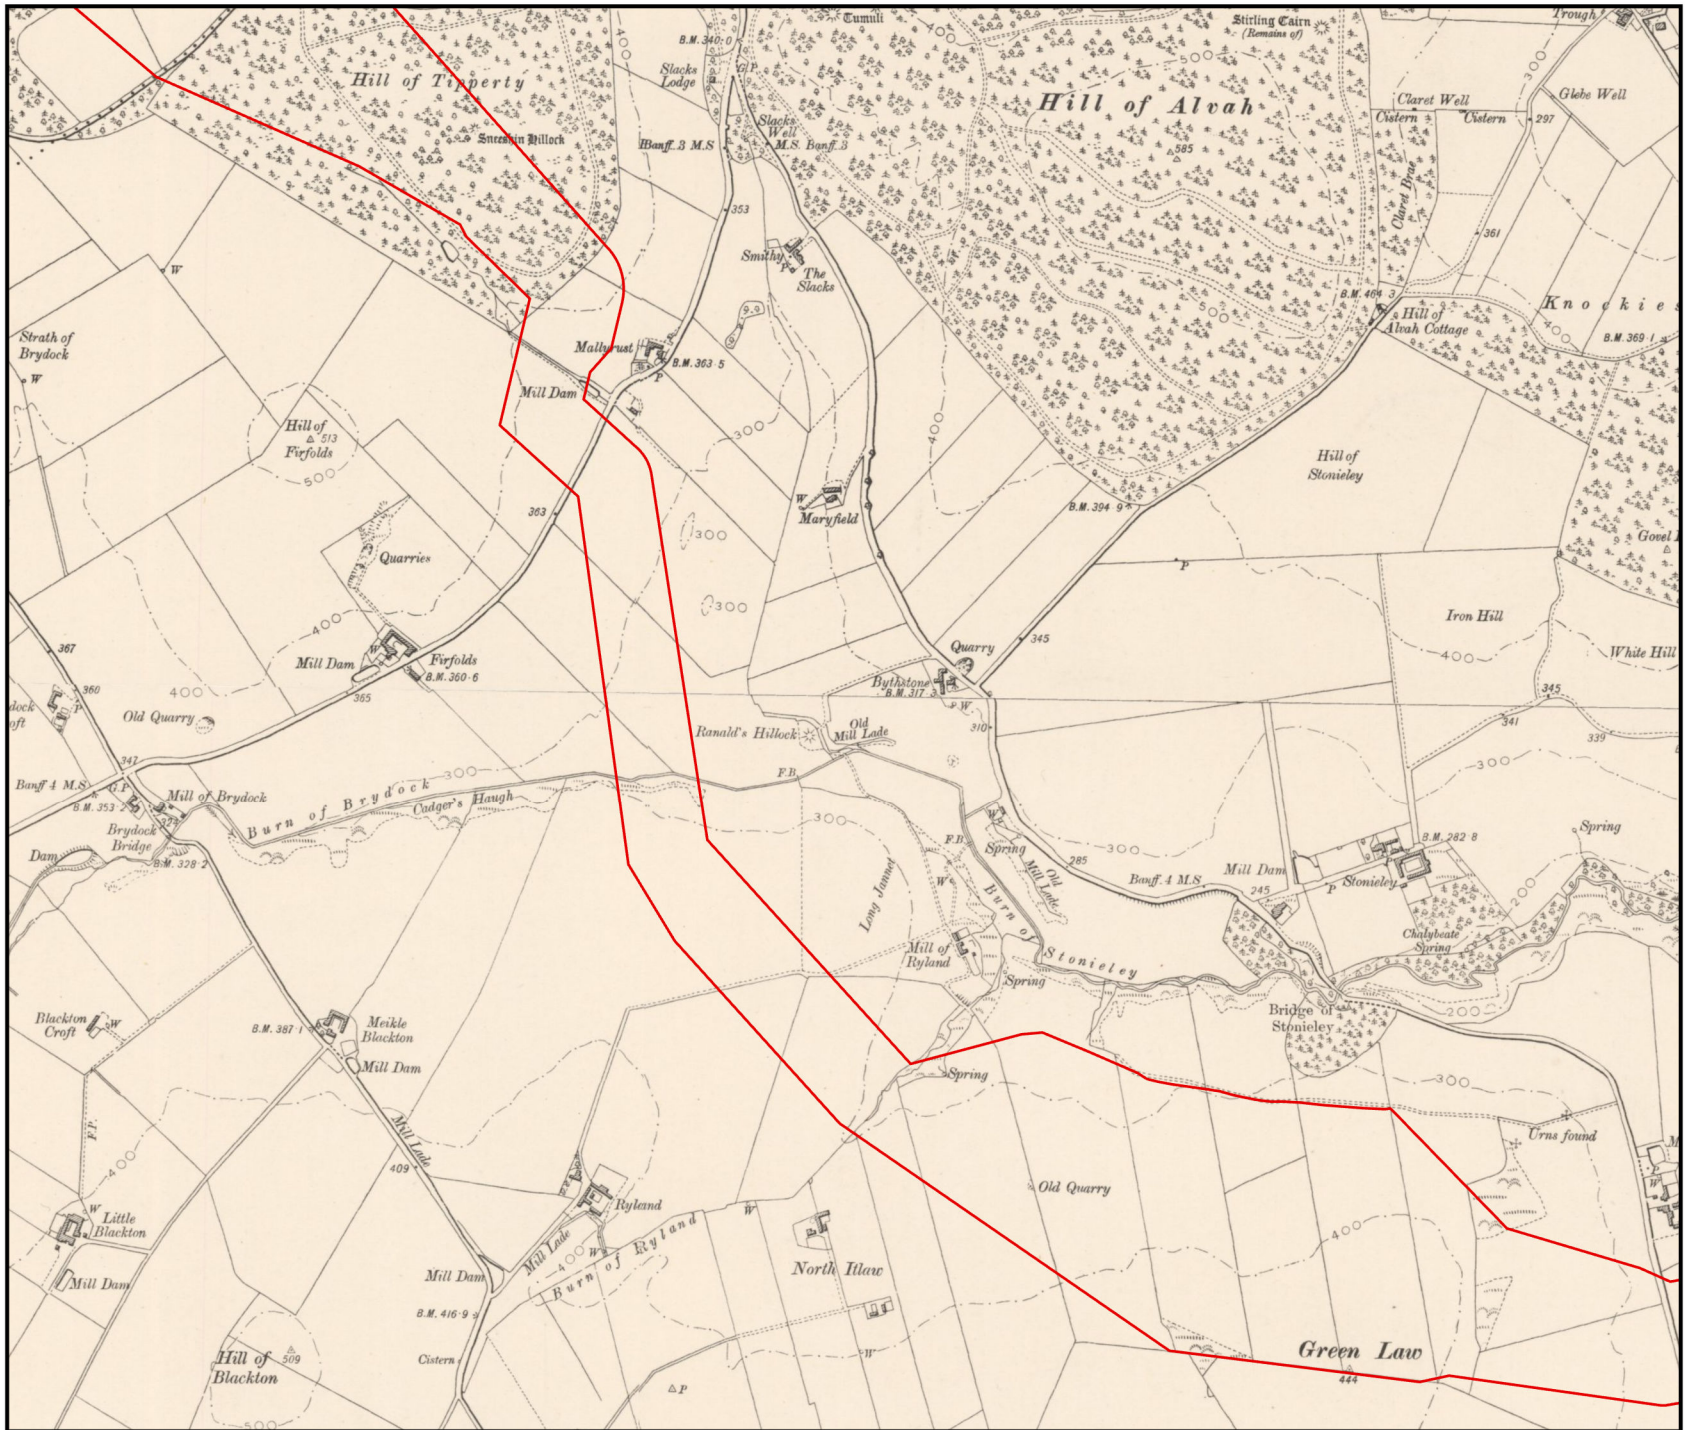 Tumuli
Stirling Cairn
(Remains of)
Trough
B.M. 340·0
400
400
500
300
Slacks
Lodge
G.P.
Hill of Tipperty
Hill of Alvah
585
Claret Well
Cistern
Cistern
Glebe Well
297
Slacks
Well
M.S. Banff 3
Banff 3 M.S
Claret Brae
353
361
W
Smithy
P
The
Slacks
B.M. 464·3
Knockies
500
Hill of
Alvah Cottage
400
B.M. 369·1
Strath of
Brydock
W
B.M. 363·5
P
Mill Dam
Hill of
513
Firfolds
500
300
400
Hill of
Stonieley
W
Maryfield
B.M. 394·9
363
300
Quarries
P
300
400
Iron Hill
345
Quarry
400
White Hill
367
Mill Dam
W
Firfolds
B.M. 360·6
Bythstone
B.M. 317·3
P W
360
P
400
365
345
Old Quarry
Ranald's Hillock
Old
Mill Lade
310
341
339
347
300
300
F.B.
Banff 4 M.S.
G.P.
B.M. 353·2
Mill of Brydock
Burn of Brydock
Cadger's Haugh
Brydock
Bridge
B.M. 328·2
Dam
300
W
Spring
F.B.
Old
Mill Lade
W
300
285
Spring
B.M. 282·8
Mill Dam
Stonieley
P
245
Banff 4 M.S
200
Long Jannet
Burn of Stonieley
Chalybeate
Spring
Mill of
Ryland
Spring
Bridge of
Stonieley
200
Blackton
Croft
W
B.M. 387·1
Meikle
Blackton
Mill Dam
Spring
300
F.P.
Mill Lade
Urns found
400
409
Old Quarry
W
Little
Blackton
Ryland
W
W
Mill Dam
Mill Lade
400
W
Burn of Ryland
400
Mill Dam
North Itlaw
B.M. 416·9
Hill of
509
Blackton
Cistern
W
Green Law
444
P
500